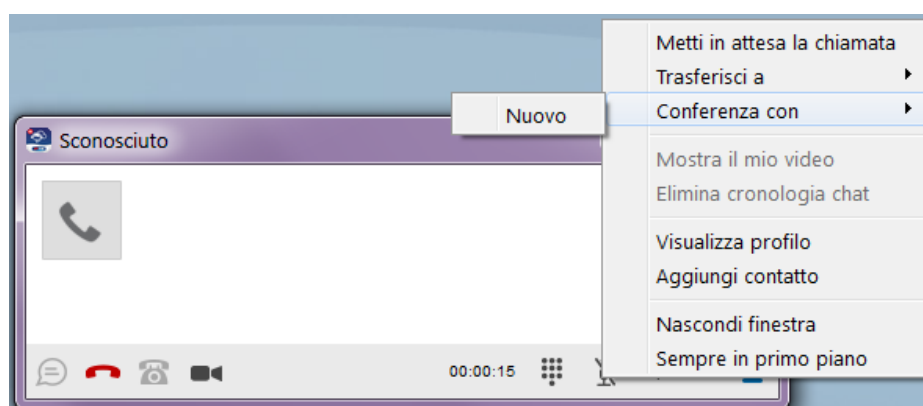 Metti in attesa la chiamata
Trasferisci a
Conferenza con
Nuovo
Sconosciuto
Mostra il mio video
Elimina cronologia chat
Visualizza profilo
Aggiungi contatto
Nascondi finestra
Sempre in primo piano
00:00:15